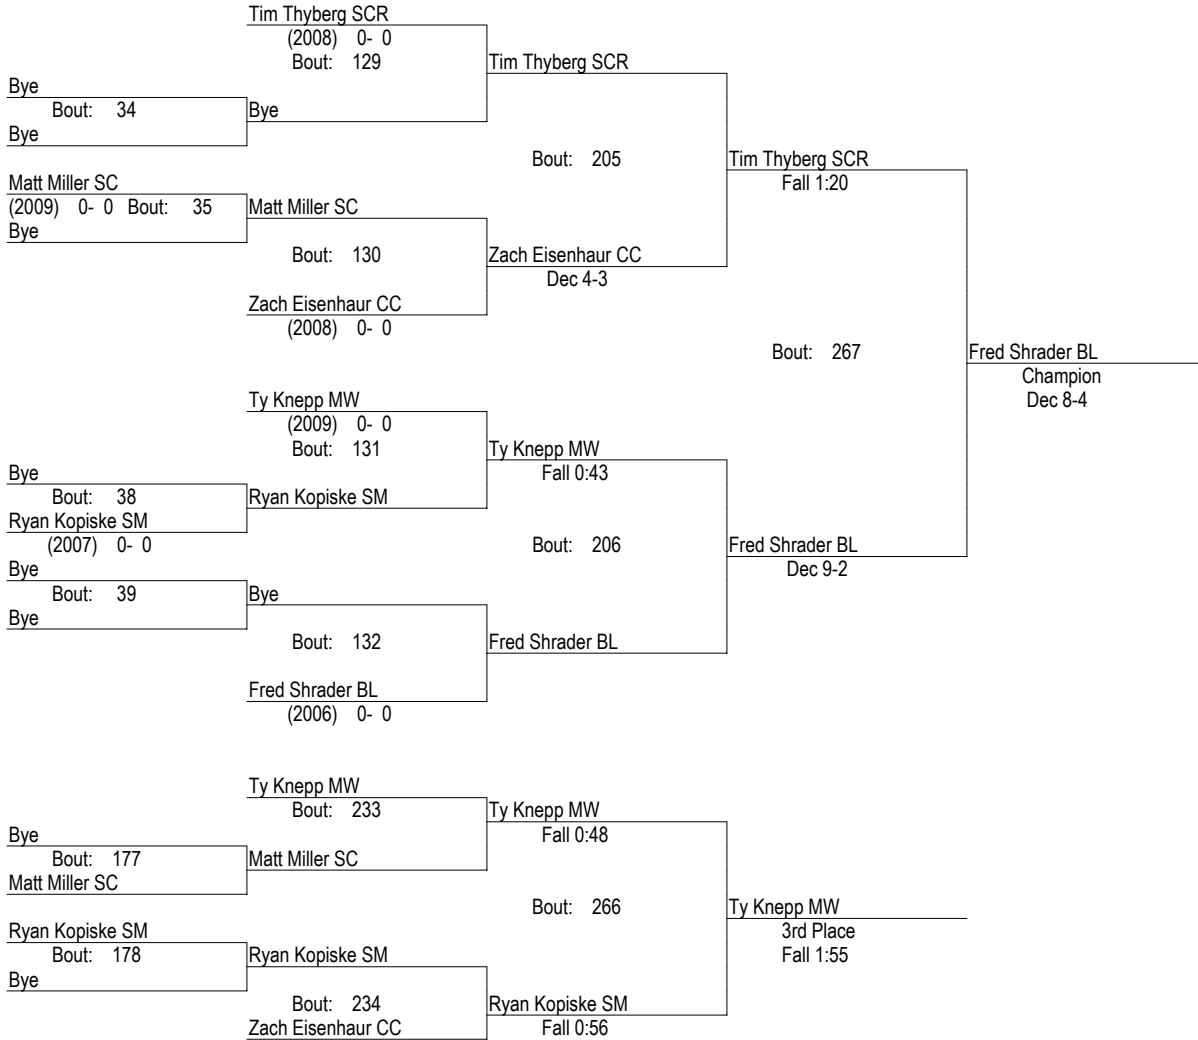 Tim Thyberg SCR
(2008) 0- 0
Bout: 129
Tim Thyberg SCR
Bye
Bout: 34
Bye
Bye
Bout: 205
Tim Thyberg SCR
Fall 1:20
Matt Miller SC
(2009) 0- 0 Bout: 35
Matt Miller SC
Bye
Bout: 130
Zach Eisenhaur CC
Dec 4-3
Zach Eisenhaur CC
(2008) 0- 0
Bout: 267
Fred Shrader BL
Champion
Dec 8-4
Ty Knepp MW
(2009) 0- 0
Bout: 131
Ty Knepp MW
Fall 0:43
Bye
Bout: 38
Ryan Kopiske SM
Ryan Kopiske SM
(2007) 0- 0
Bout: 206
Fred Shrader BL
Dec 9-2
Bye
Bout: 39
Bye
Bye
Bout: 132
Fred Shrader BL
Fred Shrader BL
(2006) 0- 0
Ty Knepp MW
Bout: 233
Ty Knepp MW
Fall 0:48
Bye
Bout: 177
Matt Miller SC
Matt Miller SC
Bout: 266
Ty Knepp MW
3rd Place
Fall 1:55
Ryan Kopiske SM
Bout: 178
Ryan Kopiske SM
Bye
Bout: 234
Ryan Kopiske SM
Fall 0:56
Zach Eisenhaur CC